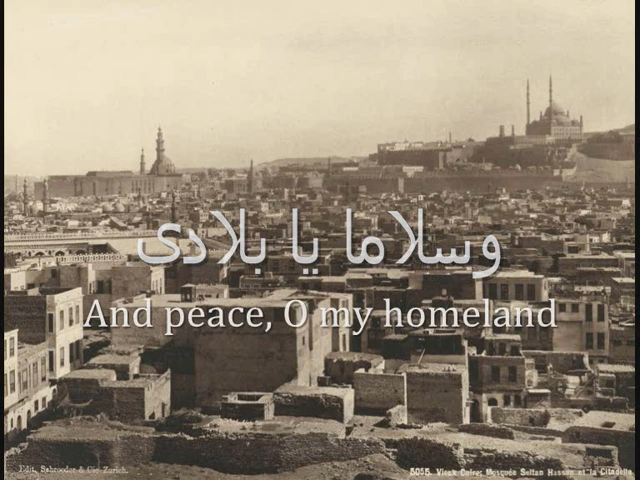 وسلاما يا بلادى
And peace, O my homeland
Edit. Schroeder & Cie Zurich.
5055. Vieux Caire: Mosquée Sultan Hassan et la Citadelle.